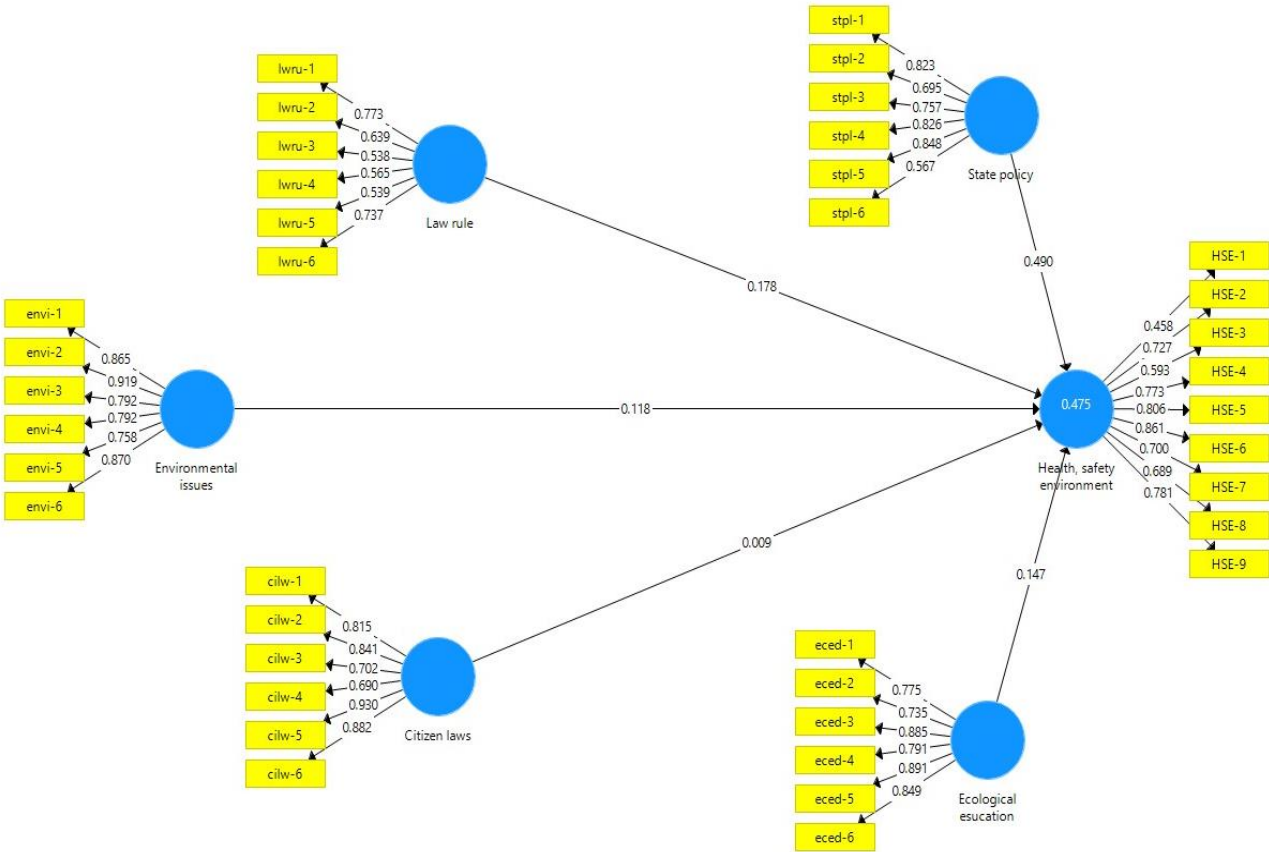 stpl-1
stpl-2
stpl-3
stpl-4
stpl-5
stpl-6
0.823
0.695
0.757
0.826
0.848
0.567
State policy
lwru-1
lwru-2
lwru-3
lwru-4
lwru-5
lwru-6
0.773
0.639
0.538
0.565
0.539
0.737
Law rule
0.178
0.490
envi-1
envi-2
envi-3
envi-4
envi-5
envi-6
0.865
0.919
0.792
0.792
0.758
0.870
Environmental
issues
0.118
0.475
Health, safety
environment
0.458
0.727
0.593
0.773
0.806
0.861
0.700
0.689
0.781
HSE-1
HSE-2
HSE-3
HSE-4
HSE-5
HSE-6
HSE-7
HSE-8
HSE-9
cilw-1
cilw-2
cilw-3
cilw-4
cilw-5
cilw-6
0.815
0.841
0.702
0.690
0.930
0.882
Citizen laws
0.009
0.147
eced-1
eced-2
eced-3
eced-4
eced-5
eced-6
0.775
0.735
0.885
0.791
0.891
0.849
Ecological
esucation